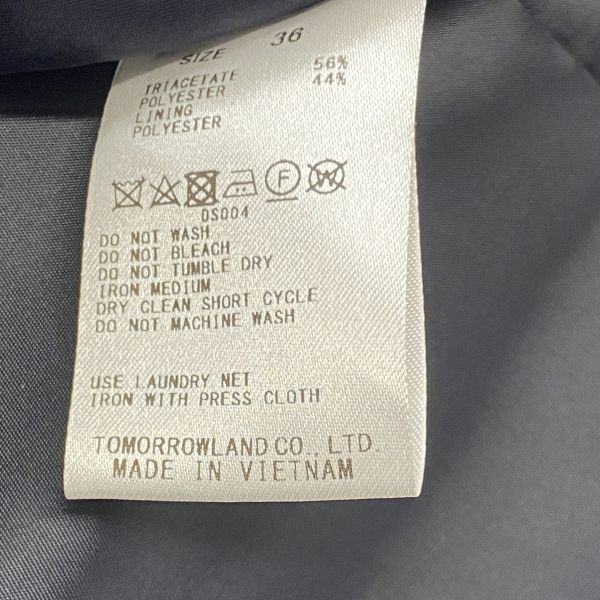 SIZE 36
TRIACETATE 56%
POLYESTER 44%
LINING
POLYESTER
F W
DS004
DO NOT WASH
DO NOT BLEACH
DO NOT TUMBLE DRY
IRON MEDIUM
DRY CLEAN SHORT CYCLE
DO NOT MACHINE WASH
USE LAUNDRY NET
IRON WITH PRESS CLOTH
TOMORROWLAND CO., LTD.
MADE IN VIETNAM